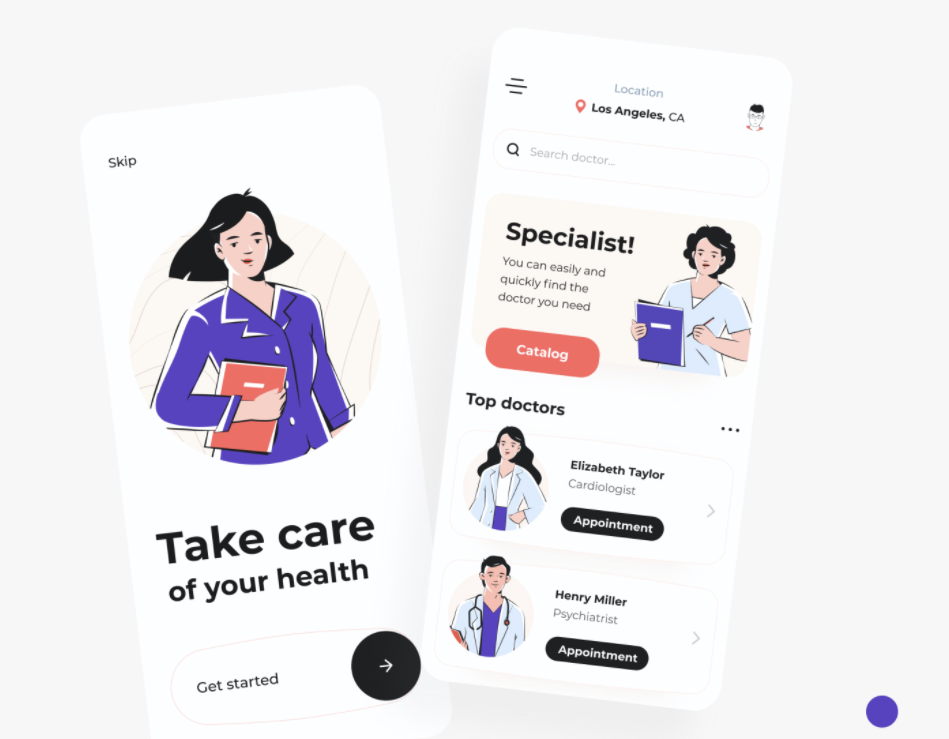 Skip
Take care
of your health
Get started
Location
Los Angeles, CA
Search doctor...
Specialist!
You can easily and
quickly find the
doctor you need
Catalog
Top doctors
Elizabeth Taylor
Cardiologist
Appointment
Henry Miller
Psychiatrist
Appointment